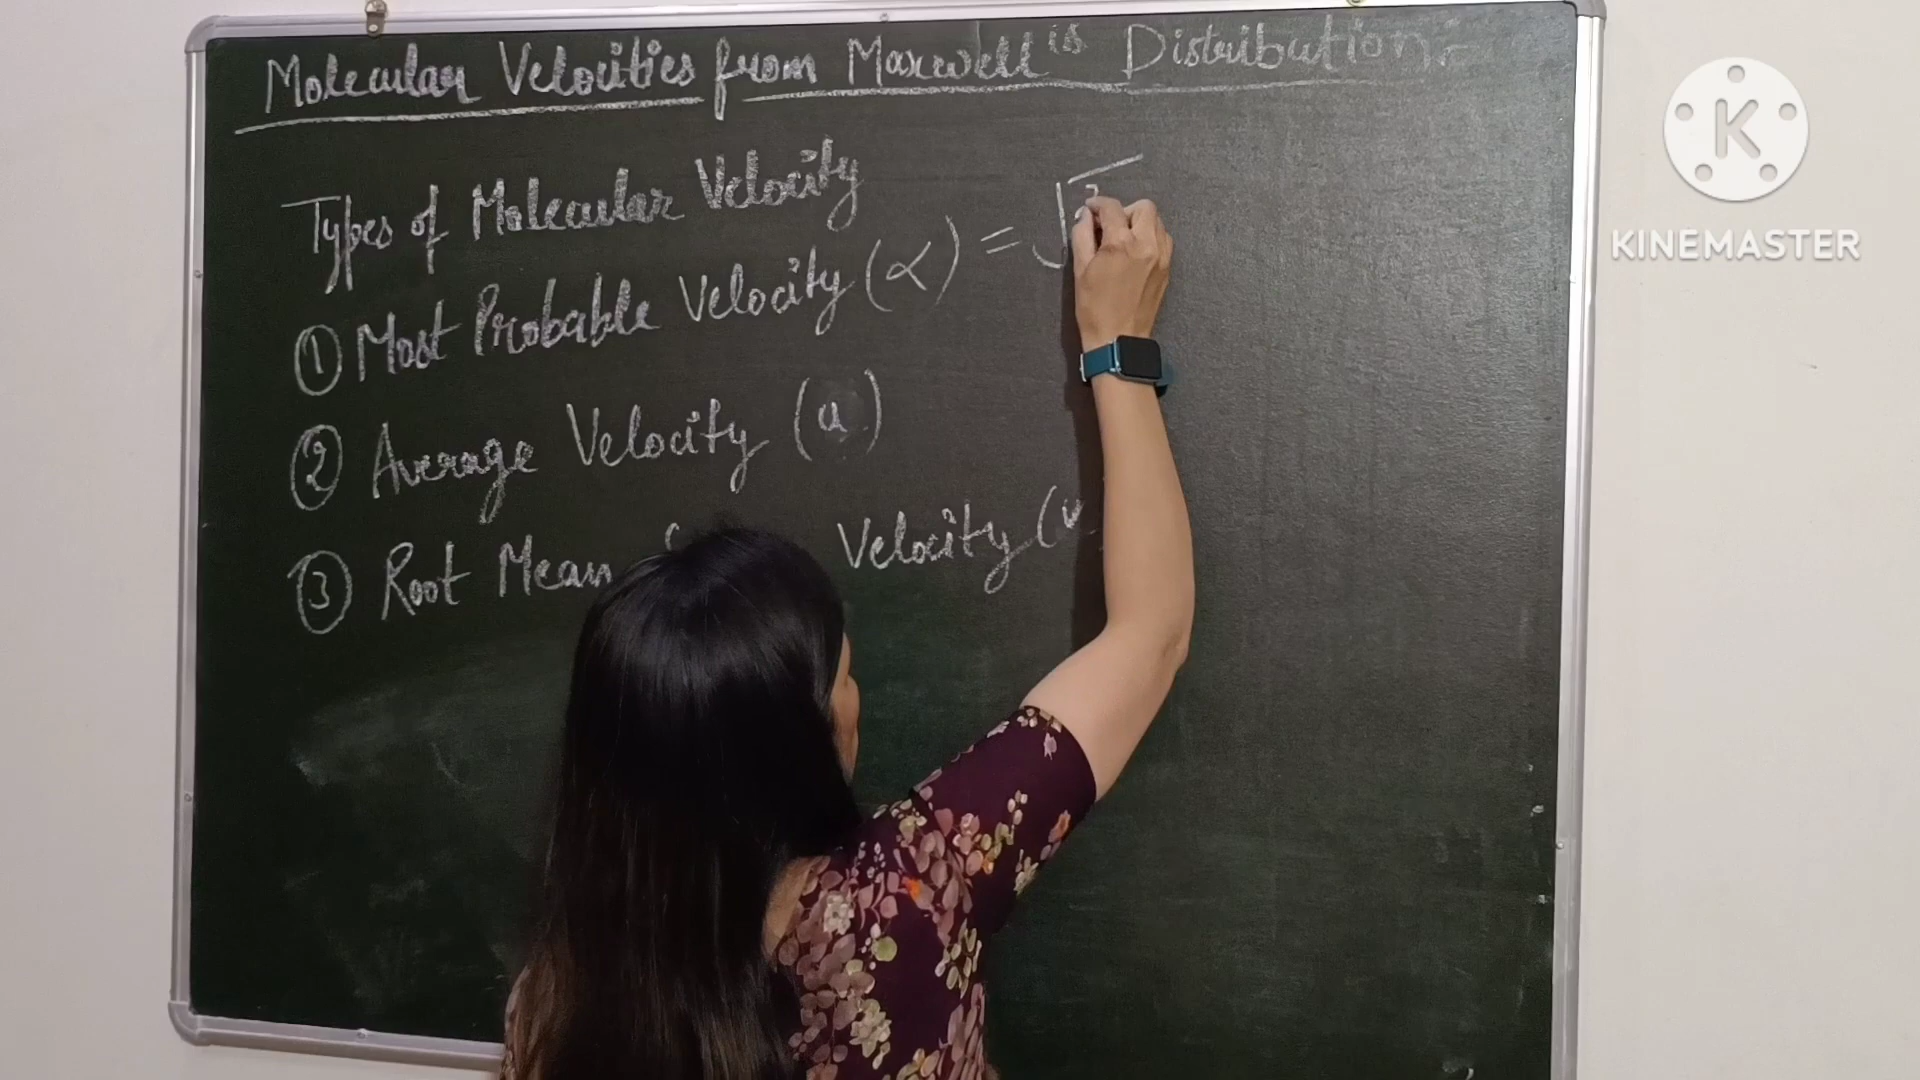 Molecular Velocities from Maxwell's Distribution.
Types of Molecular Velocity
① Most Probable Velocity (α) = √
② Average Velocity (u)
③ Root Mean Velocity (
K
KINEMASTER